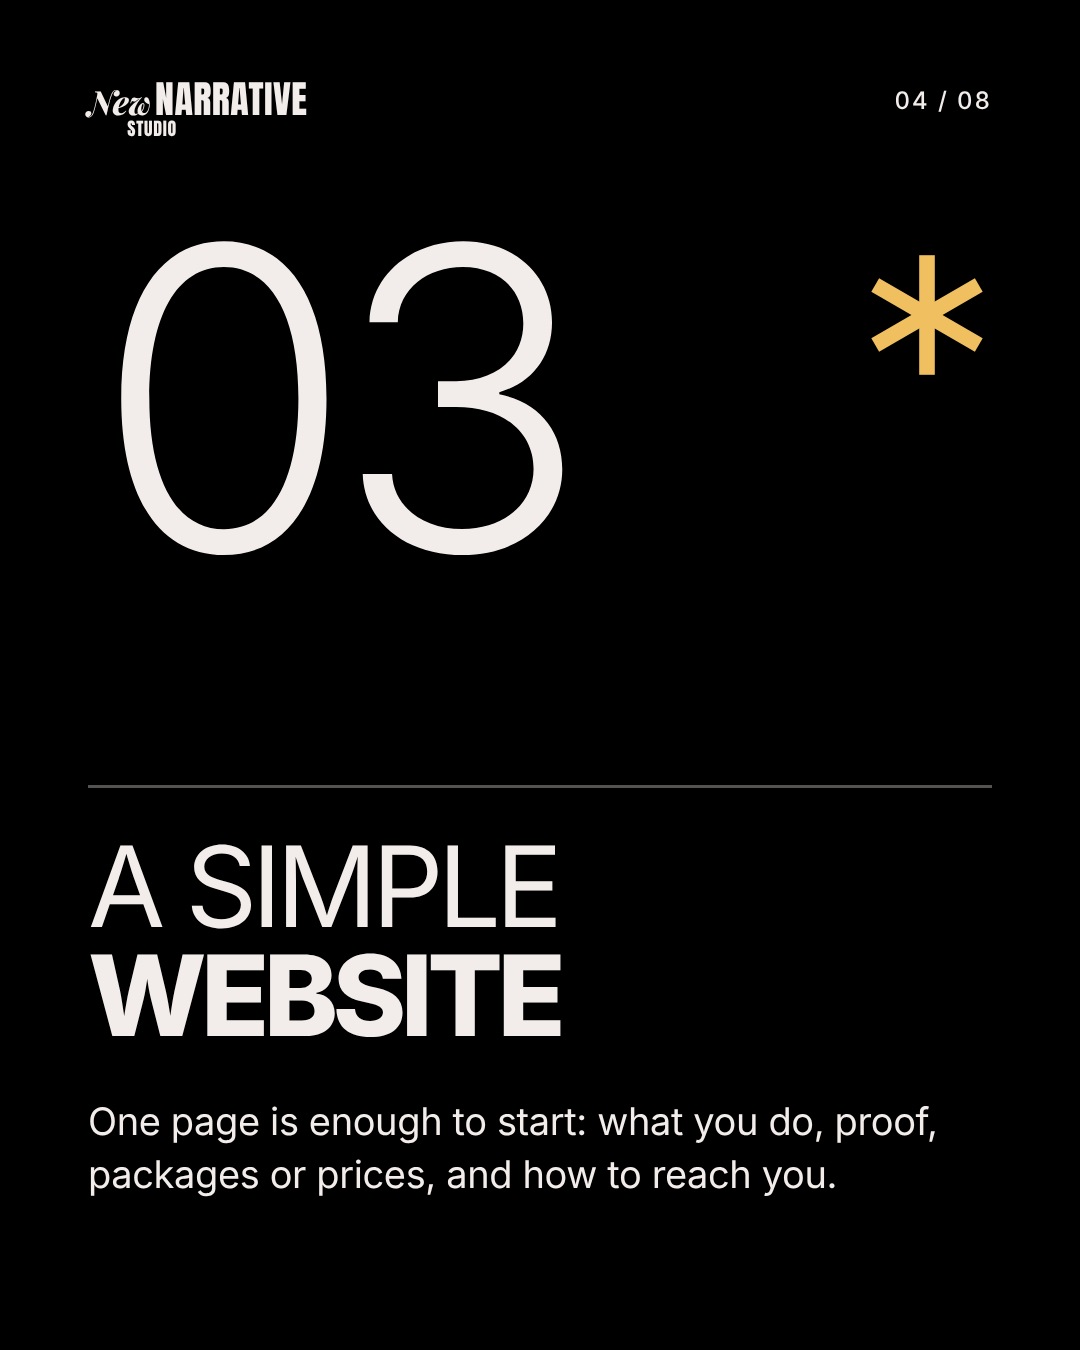 New NARRATIVE
STUDIO
04 / 08
03
*
A SIMPLE
WEBSITE
One page is enough to start: what you do, proof,
packages or prices, and how to reach you.